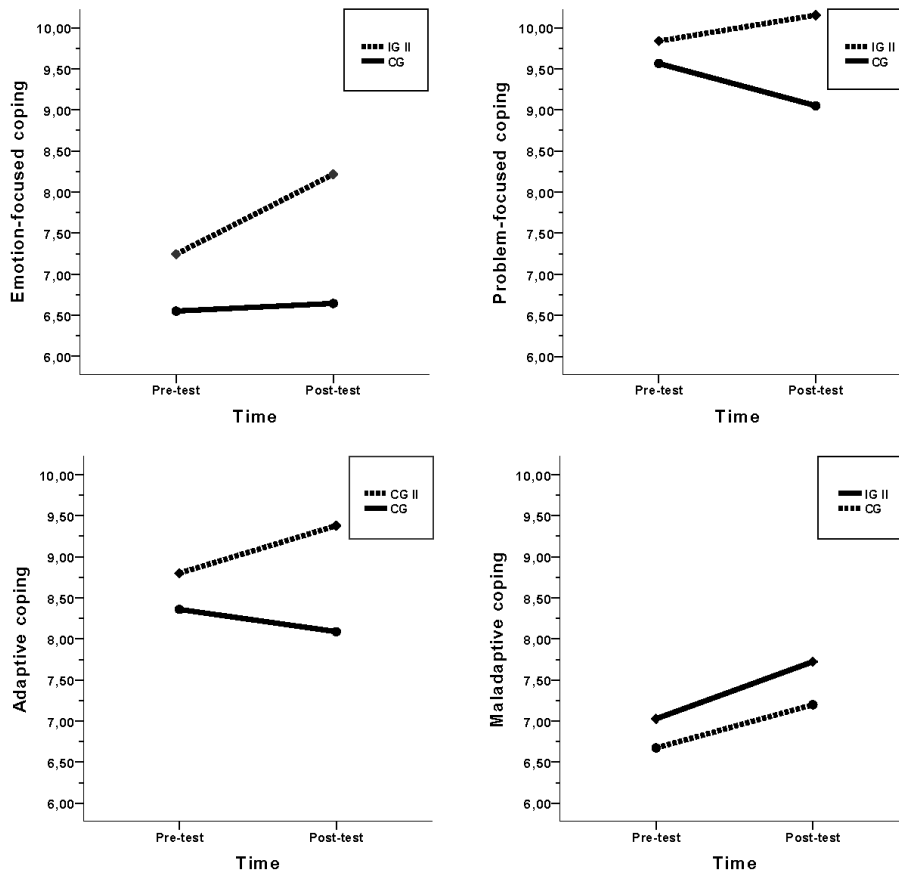 Emotion-focused coping
10,00
9,50
9,00
8,50
8,00
7,50
7,00
6,50
6,00
IG II
CG
Pre-test
Post-test
Time
Problem-focused coping
10,00
9,50
9,00
8,50
8,00
7,50
7,00
6,50
6,00
IG II
CG
Pre-test
Post-test
Time
Adaptive coping
10,00
9,50
9,00
8,50
8,00
7,50
7,00
6,50
6,00
CG II
CG
Pre-test
Post-test
Time
Maladaptive coping
10,00
9,50
9,00
8,50
8,00
7,50
7,00
6,50
6,00
IG II
CG
Pre-test
Post-test
Time